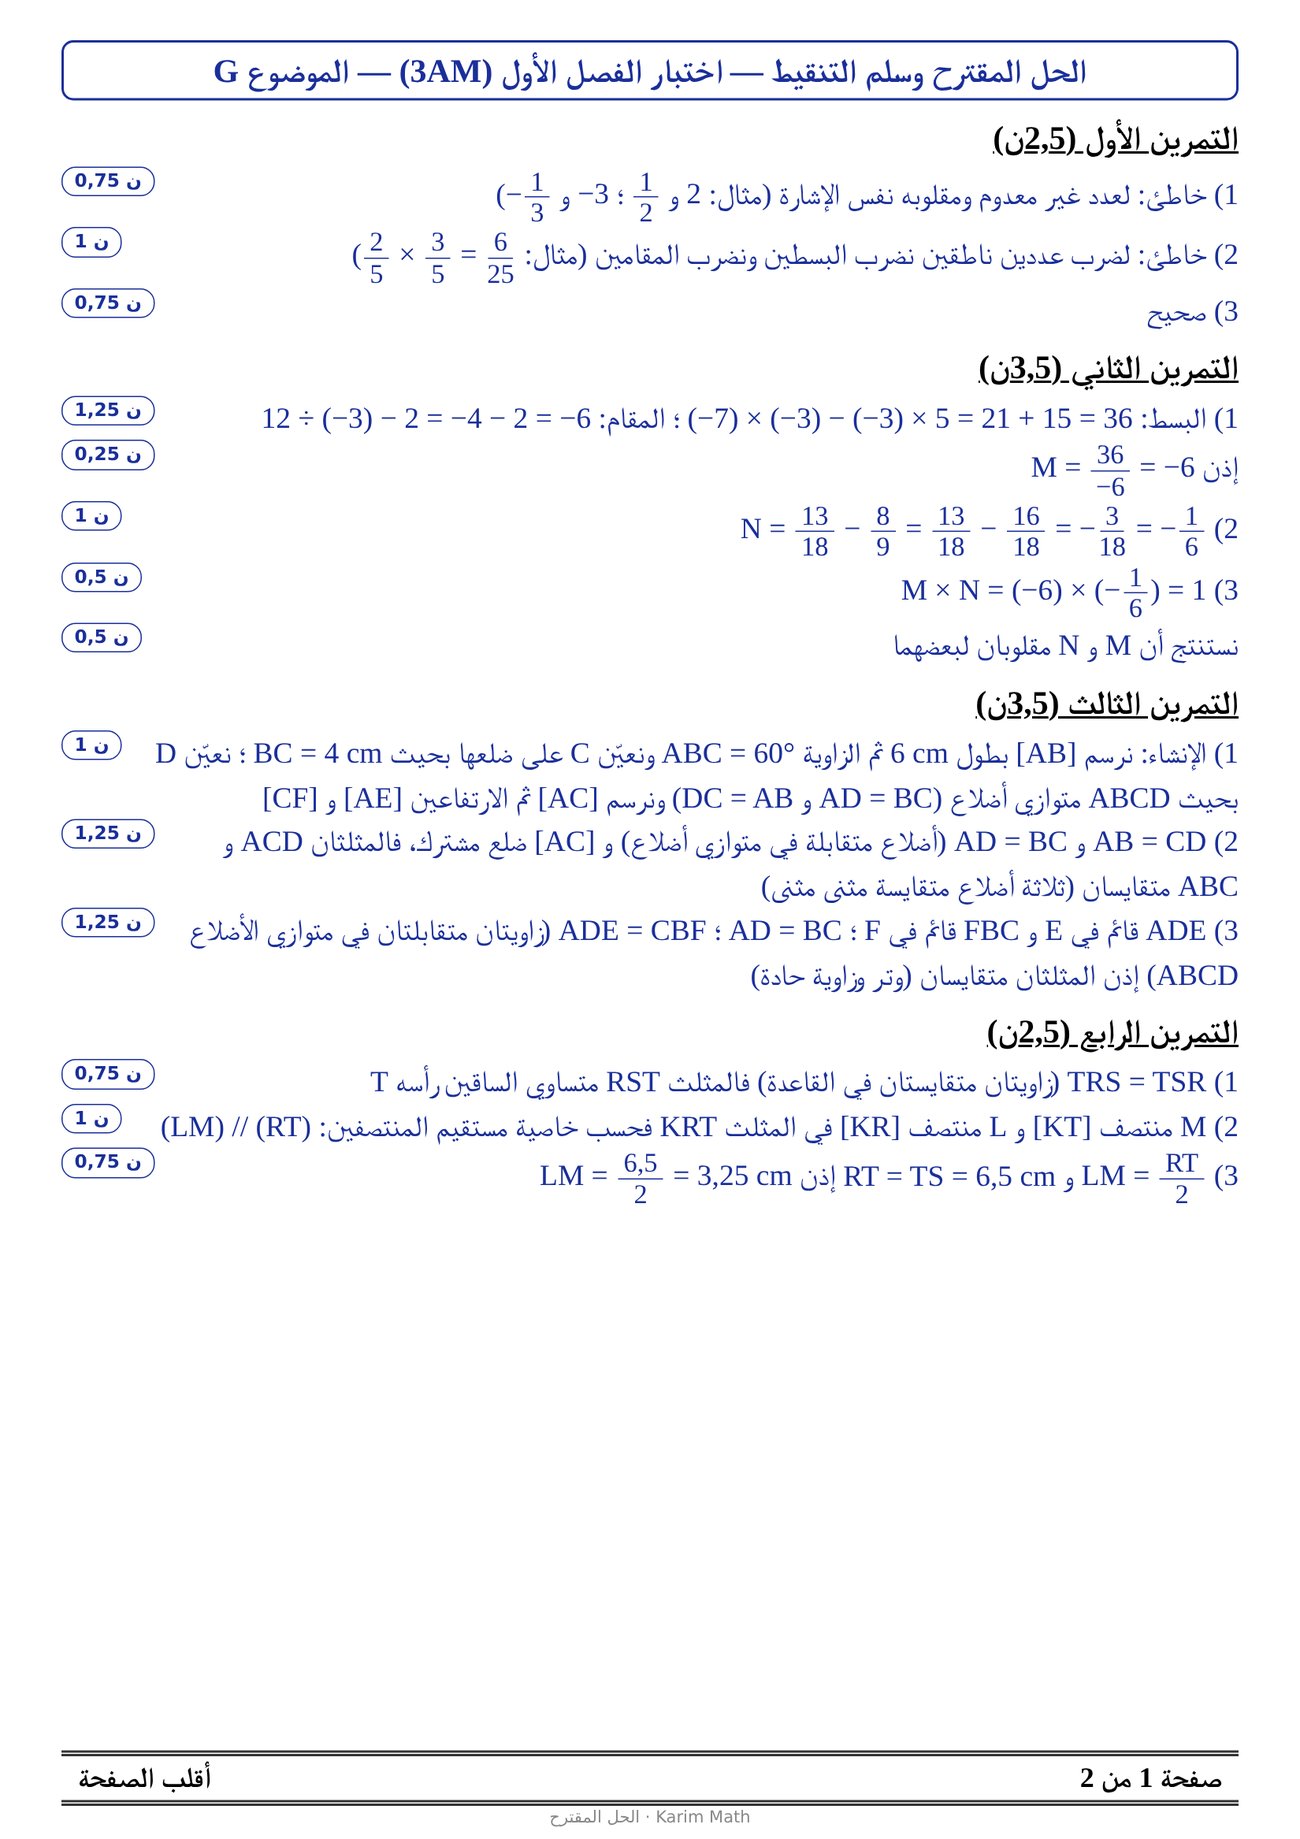 الحل المقترح وسلم التنقيط — اختبار الفصل الأول (3AM) — الموضوع G
التمرين الأول (2,5ن)
1) خاطئ: لعدد غير معدوم ومقلوبه نفس الإشارة (مثال: 2 و 1/2 ؛ −3 و −1/3) 0,75 ن
2) خاطئ: لضرب عددين ناطقين نضرب البسطين ونضرب المقامين (مثال: 2/5 × 3/5 = 6/25) 1 ن
3) صحيح 0,75 ن
التمرين الثاني (3,5ن)
1) البسط: (−7) × (−3) − (−3) × 5 = 21 + 15 = 36 ؛ المقام: 12 ÷ (−3) − 2 = −4 − 2 = −6 1,25 ن
إذن M = 36/−6 = −6 0,25 ن
2) N = 13/18 − 8/9 = 13/18 − 16/18 = −3/18 = −1/6 1 ن
3) M × N = (−6) × (−1/6) = 1 0,5 ن
نستنتج أن M و N مقلوبان لبعضهما 0,5 ن
التمرين الثالث (3,5ن)
1) الإنشاء: نرسم [AB] بطول 6 cm ثم الزاوية ABC = 60° ونعيّن C على ضلعها بحيث BC = 4 cm ؛ نعيّن D 1 ن
بحيث ABCD متوازي أضلاع (AD = BC و DC = AB) ونرسم [AC] ثم الارتفاعين [AE] و [CF]
2) AB = CD و AD = BC (أضلاع متقابلة في متوازي أضلاع) و [AC] ضلع مشترك، فالمثلثان ACD و 1,25 ن
ABC متقايسان (ثلاثة أضلاع متقايسة مثنى مثنى)
3) ADE قائم في E و FBC قائم في F ؛ AD = BC ؛ ADE = CBF (زاويتان متقابلتان في متوازي الأضلاع 1,25 ن
ABCD) إذن المثلثان متقايسان (وتر وزاوية حادة)
التمرين الرابع (2,5ن)
1) TRS = TSR (زاويتان متقايستان في القاعدة) فالمثلث RST متساوي الساقين رأسه T 0,75 ن
2) M منتصف [KT] و L منتصف [KR] في المثلث KRT فحسب خاصية مستقيم المنتصفين: (LM) // (RT) 1 ن
3) LM = RT/2 و RT = TS = 6,5 cm إذن LM = 6,5/2 = 3,25 cm 0,75 ن
صفحة 1 من 2
أقلب الصفحة
Karim Math · الحل المقترح